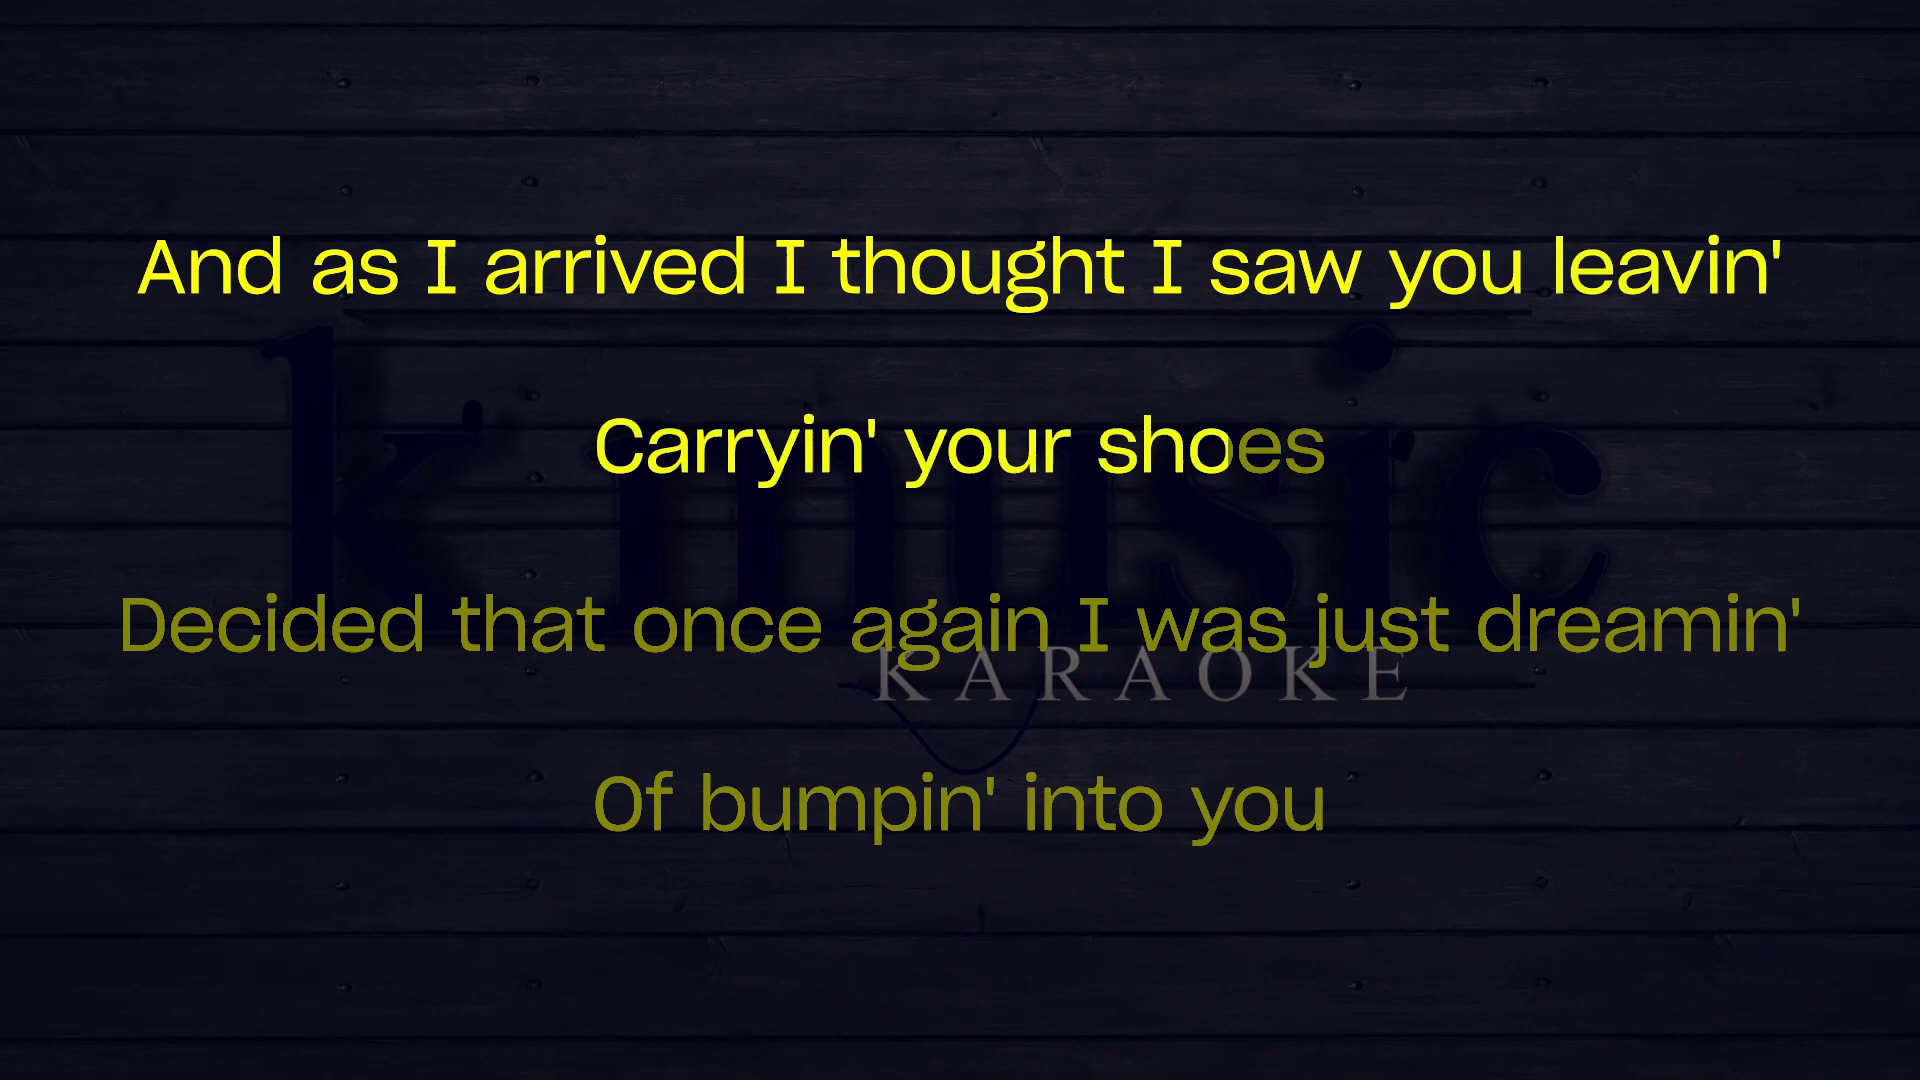 And as I arrived I thought I saw you leavin'
Carryin' your shoes
k music
Decided that once again I was just dreamin'
KARAOKE
Of bumpin' into you